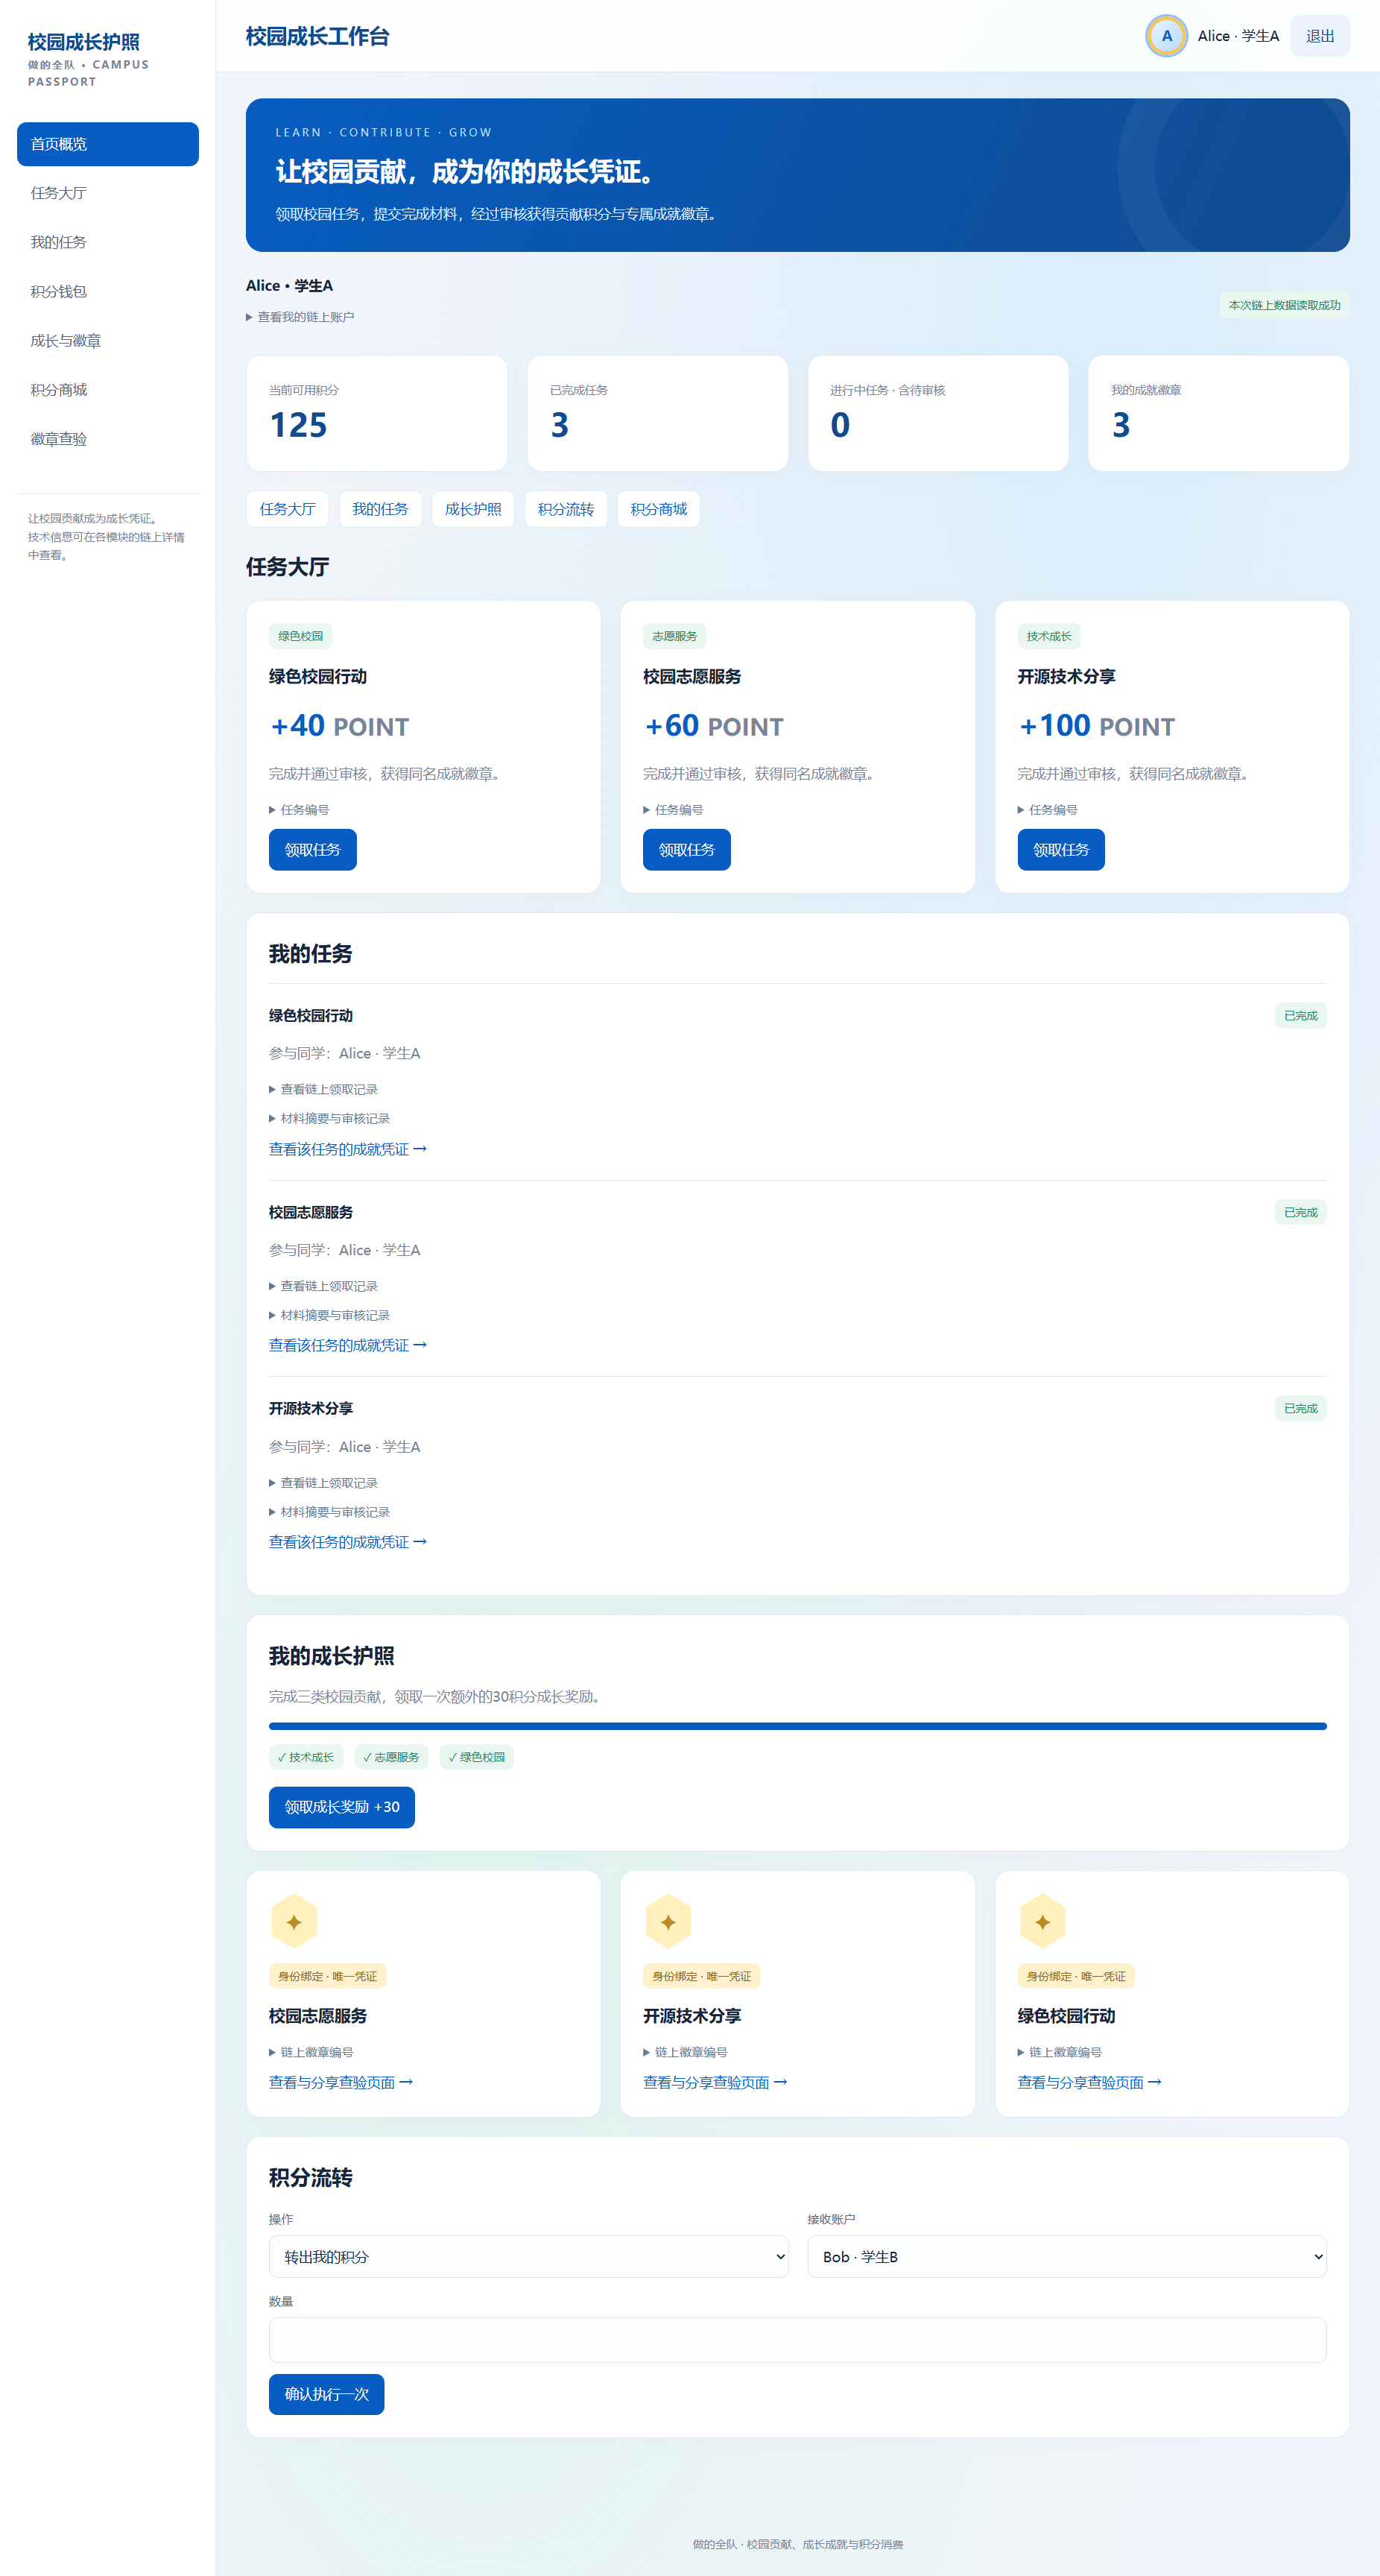 校园成长护照
做的全队 • CAMPUS
PASSPORT
首页概览
任务大厅
我的任务
积分钱包
成长与徽章
积分商城
徽章查验
让校园贡献成为成长凭证。
技术信息可在各模块的链上详情
中查看。
校园成长工作台
A
Alice · 学生A
退出
LEARN · CONTRIBUTE · GROW
让校园贡献，成为你的成长凭证。
领取校园任务，提交完成材料，经过审核获得贡献积分与专属成就徽章。
Alice • 学生A
查看我的链上账户
本次链上数据读取成功
当前可用积分
125
已完成任务
3
进行中任务 · 含待审核
0
我的成就徽章
3
任务大厅
我的任务
成长护照
积分流转
积分商城
任务大厅
绿色校园
绿色校园行动
+40 POINT
完成并通过审核，获得同名成就徽章。
任务编号
领取任务
志愿服务
校园志愿服务
+60 POINT
完成并通过审核，获得同名成就徽章。
任务编号
领取任务
技术成长
开源技术分享
+100 POINT
完成并通过审核，获得同名成就徽章。
任务编号
领取任务
我的任务
绿色校园行动
已完成
参与同学：Alice · 学生A
查看链上领取记录
材料摘要与审核记录
查看该任务的成就凭证 →
校园志愿服务
已完成
参与同学：Alice · 学生A
查看链上领取记录
材料摘要与审核记录
查看该任务的成就凭证 →
开源技术分享
已完成
参与同学：Alice · 学生A
查看链上领取记录
材料摘要与审核记录
查看该任务的成就凭证 →
我的成长护照
完成三类校园贡献，领取一次额外的30积分成长奖励。
✓ 技术成长
✓ 志愿服务
✓ 绿色校园
领取成长奖励 +30
身份绑定 · 唯一凭证
校园志愿服务
链上徽章编号
查看与分享查验页面 →
身份绑定 · 唯一凭证
开源技术分享
链上徽章编号
查看与分享查验页面 →
身份绑定 · 唯一凭证
绿色校园行动
链上徽章编号
查看与分享查验页面 →
积分流转
操作
转出我的积分
接收账户
Bob · 学生B
数量
确认执行一次
做的全队 · 校园贡献、成长成就与积分消费